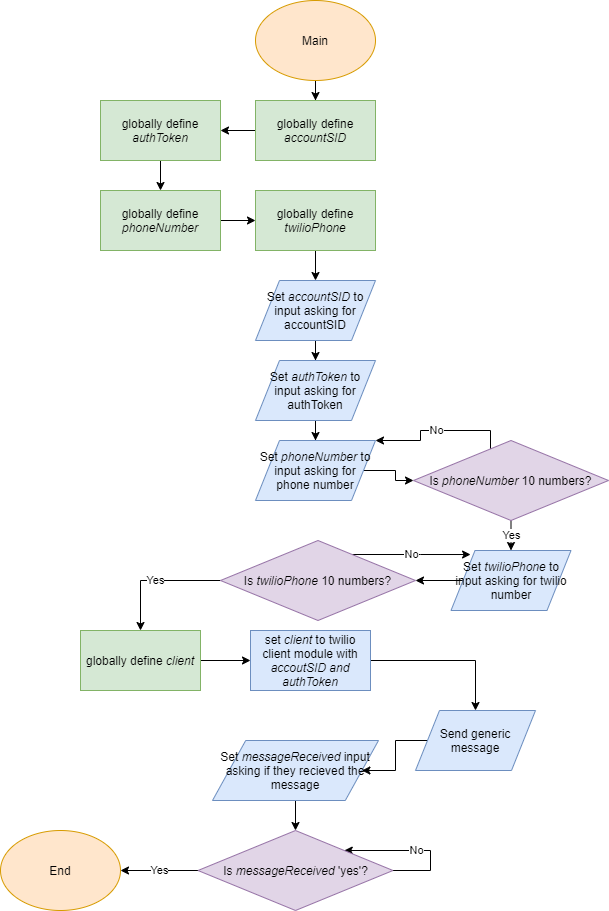 Main
globally define
accountSID
globally define
authToken
globally define
phoneNumber
globally define
twilioPhone
Set accountSID to
input asking for
accountSID
Set authToken to
input asking for
authToken
Set phoneNumber to
input asking for
phone number
No
Is phoneNumber 10 numbers?
Yes
Set twilioPhone to
input asking for twilio
number
No
Is twilioPhone 10 numbers?
Yes
globally define client
set client to twilio
client module with
accoutSID and
authToken
Send generic
message
Set messageReceived input
asking if they recieved the
message
Is messageReceived 'yes'?
No
Yes
End